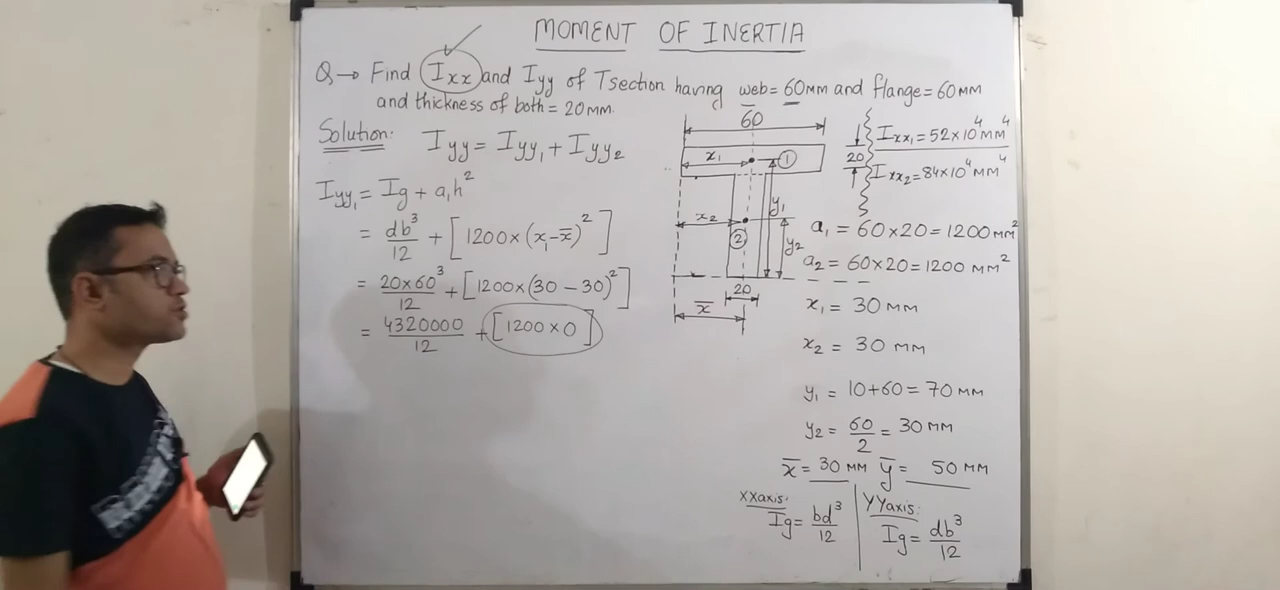 MOMENT OF INERTIA
Q→ Find Ixx and Iyy of T section having web = 60 MM and flange = 60 MM
and thickness of both = 20 MM.
Solution:
Iyy = Iyy₁ + Iyy₂
Iyy₁ = Ig + a₁h²
= db³/12 + [1200 × (x₁ - x̄)²]
= 20×60³/12 + [1200×(30 - 30)²]
= 4320000/12 + [1200 × 0]
60
x₁
①
20
x₂
②
y₁
y₂
20
x̄
Ixx₁ = 52×10⁴ MM⁴
Ixx₂ = 84×10⁴ MM⁴
a₁ = 60×20 = 1200 MM²
a₂ = 60×20 = 1200 MM²
x₁ = 30 MM
x₂ = 30 MM
y₁ = 10+60 = 70 MM
y₂ = 60/2 = 30 MM
x̄ = 30 MM ȳ = 50 MM
XXaxis:
Ig = bd³/12
YYaxis:
Ig = db³/12